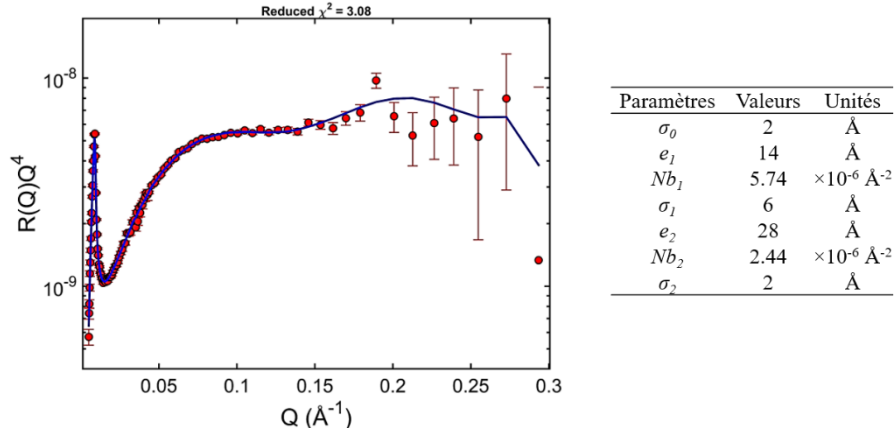 Reduced χ² = 3.08
10⁻⁸
10⁻⁹
R(Q)Q⁴
0.05 0.1 0.15 0.2 0.25 0.3
Q (Å⁻¹)
Paramètres Valeurs Unités
σ₀ 2 Å
e₁ 14 Å
Nb₁ 5.74 ×10⁻⁶ Å⁻²
σ₁ 6 Å
e₂ 28 Å
Nb₂ 2.44 ×10⁻⁶ Å⁻²
σ₂ 2 Å